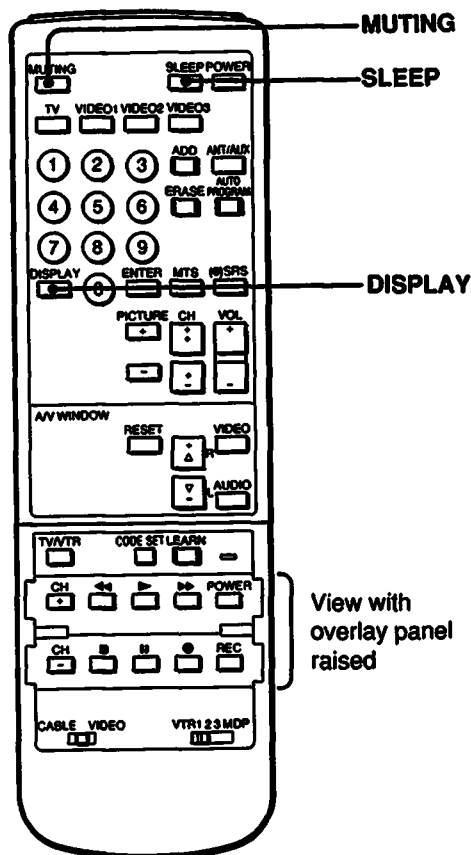 MUTING
SLEEP
MUTING SLEEP POWER
TV VIDEO1 VIDEO2 VIDEO3
1 2 3 ADD ANT/AUX
4 5 6 ERASE AUTO PROGRAM
7 8 9
DISPLAY 0 ENTER MTS (●)SRS
DISPLAY
PICTURE CH VOL
+ + +
- - -
A/V WINDOW
RESET + R VIDEO
- L AUDIO
TV/VTR CODE SET LEARN
CH + POWER
CH - REC
View with
overlay panel
raised
CABLE VIDEO VTR 1 2 3 MDP